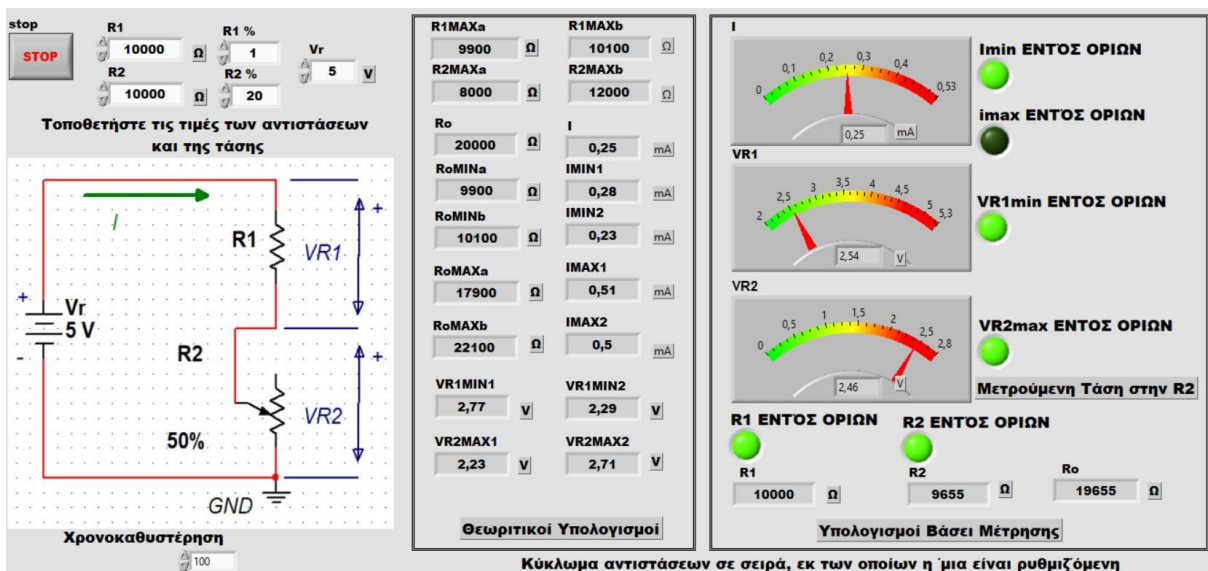 stop
STOP
R1
10000 Ω
R1 %
1
R2
10000 Ω
R2 %
20
Vr
5 V
Τοποθετήστε τις τιμές των αντιστάσεων
και της τάσης
I
R1
VR1
+
+
Vr
5 V
-
R2
+
VR2
50%
GND
Χρονοκαθυστέρηση
100
R1MAXa
9900 Ω
R1MAXb
10100 Ω
R2MAXa
8000 Ω
R2MAXb
12000 Ω
Ro
20000 Ω
I
0,25 mA
RoMINa
9900 Ω
IMIN1
0,28 mA
RoMINb
10100 Ω
IMIN2
0,23 mA
RoMAXa
17900 Ω
IMAX1
0,51 mA
RoMAXb
22100 Ω
IMAX2
0,5 mA
VR1MIN1
2,77 V
VR1MIN2
2,29 V
VR2MAX1
2,23 V
VR2MAX2
2,71 V
Θεωριτικοί Υπολογισμοί
I
0 0,1 0,2 0,3 0,4 0,53
0,25 mA
Imin ΕΝΤΌΣ ΟΡΙΩΝ
imax ΕΝΤΌΣ ΟΡΙΩΝ
VR1
2 2,5 3 3,5 4 4,5 5 5,3
2,54 V
VR1min ΕΝΤΟΣ ΟΡΙΩΝ
VR2
0 0,5 1 1,5 2 2,5 2,8
2,46 V
VR2max ΕΝΤΟΣ ΟΡΙΩΝ
Μετρούμενη Τάση στην R2
R1 ΕΝΤΌΣ ΟΡΙΩΝ
R2 ΕΝΤΟΣ ΟΡΙΩΝ
R1
10000 Ω
R2
9655 Ω
Ro
19655 Ω
Υπολογισμοί Βάσει Μέτρησης
Κύκλωμα αντιστάσεων σε σειρά, εκ των οποίων η ΄μια είναι ρυθμιζ΄όμενη